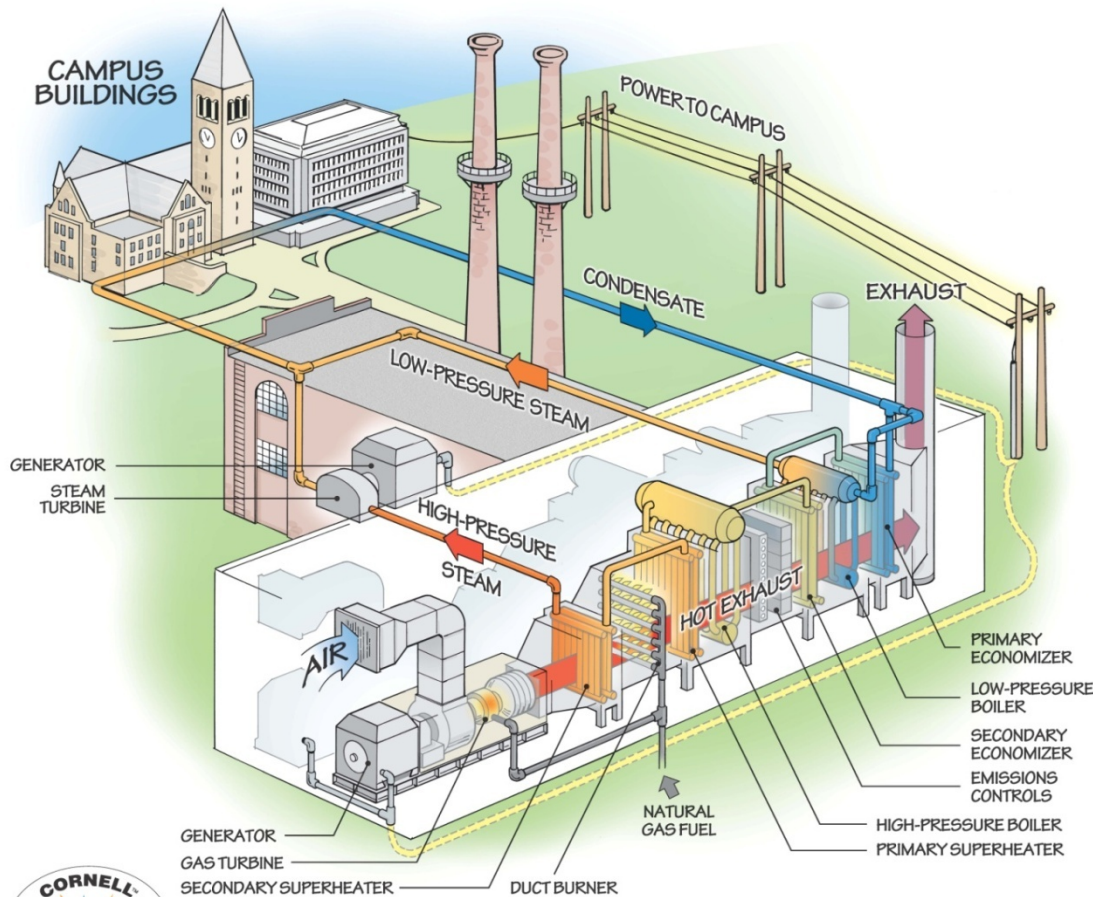 CAMPUS
BUILDINGS
POWER TO CAMPUS
CONDENSATE
EXHAUST
LOW-PRESSURE STEAM
GENERATOR
STEAM
TURBINE
HIGH-PRESSURE
STEAM
HOT EXHAUST
AIR
PRIMARY
ECONOMIZER
LOW-PRESSURE
BOILER
SECONDARY
ECONOMIZER
EMISSIONS
CONTROLS
NATURAL
GAS FUEL
HIGH-PRESSURE BOILER
GENERATOR
PRIMARY SUPERHEATER
GAS TURBINE
SECONDARY SUPERHEATER
DUCT BURNER
CORNELL™